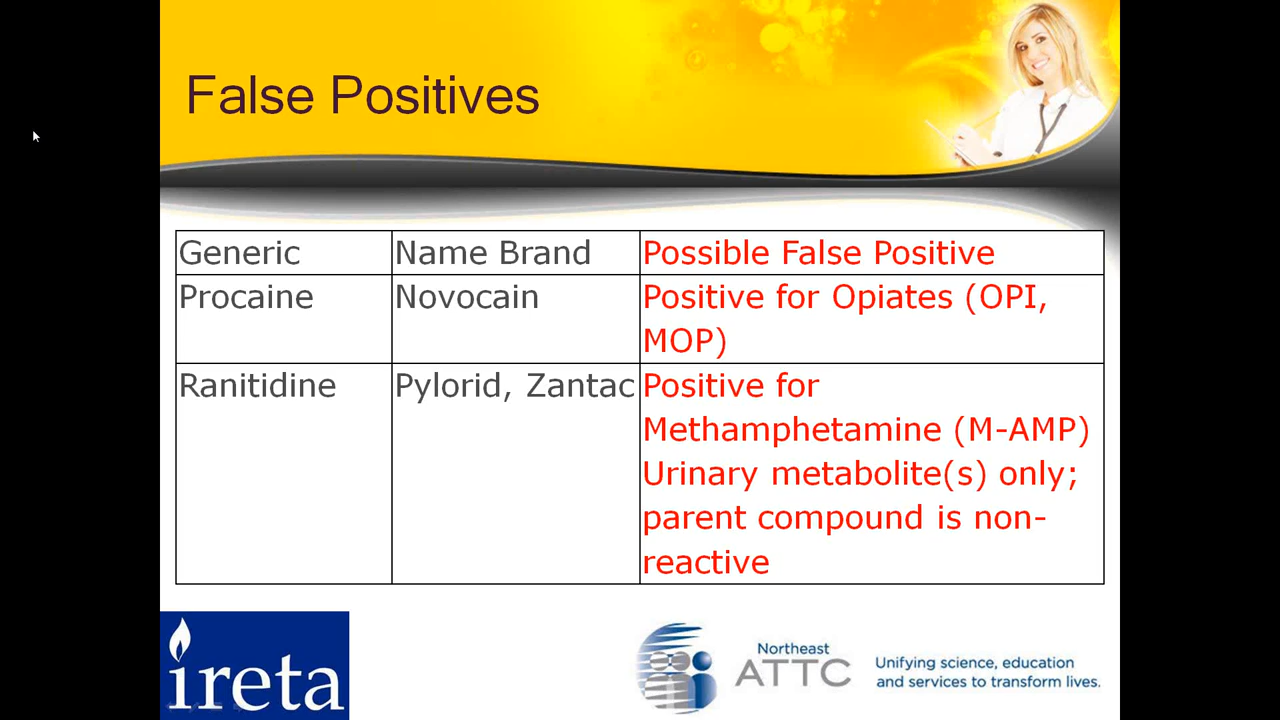 False Positives
Generic
Name Brand
Possible False Positive
Procaine
Novocain
Positive for Opiates (OPI,
MOP)
Ranitidine
Pylorid, Zantac
Positive for
Methamphetamine (M-AMP)
Urinary metabolite(s) only;
parent compound is non-
reactive
ireta
Northeast
ATTC
Unifying science, education
and services to transform lives.